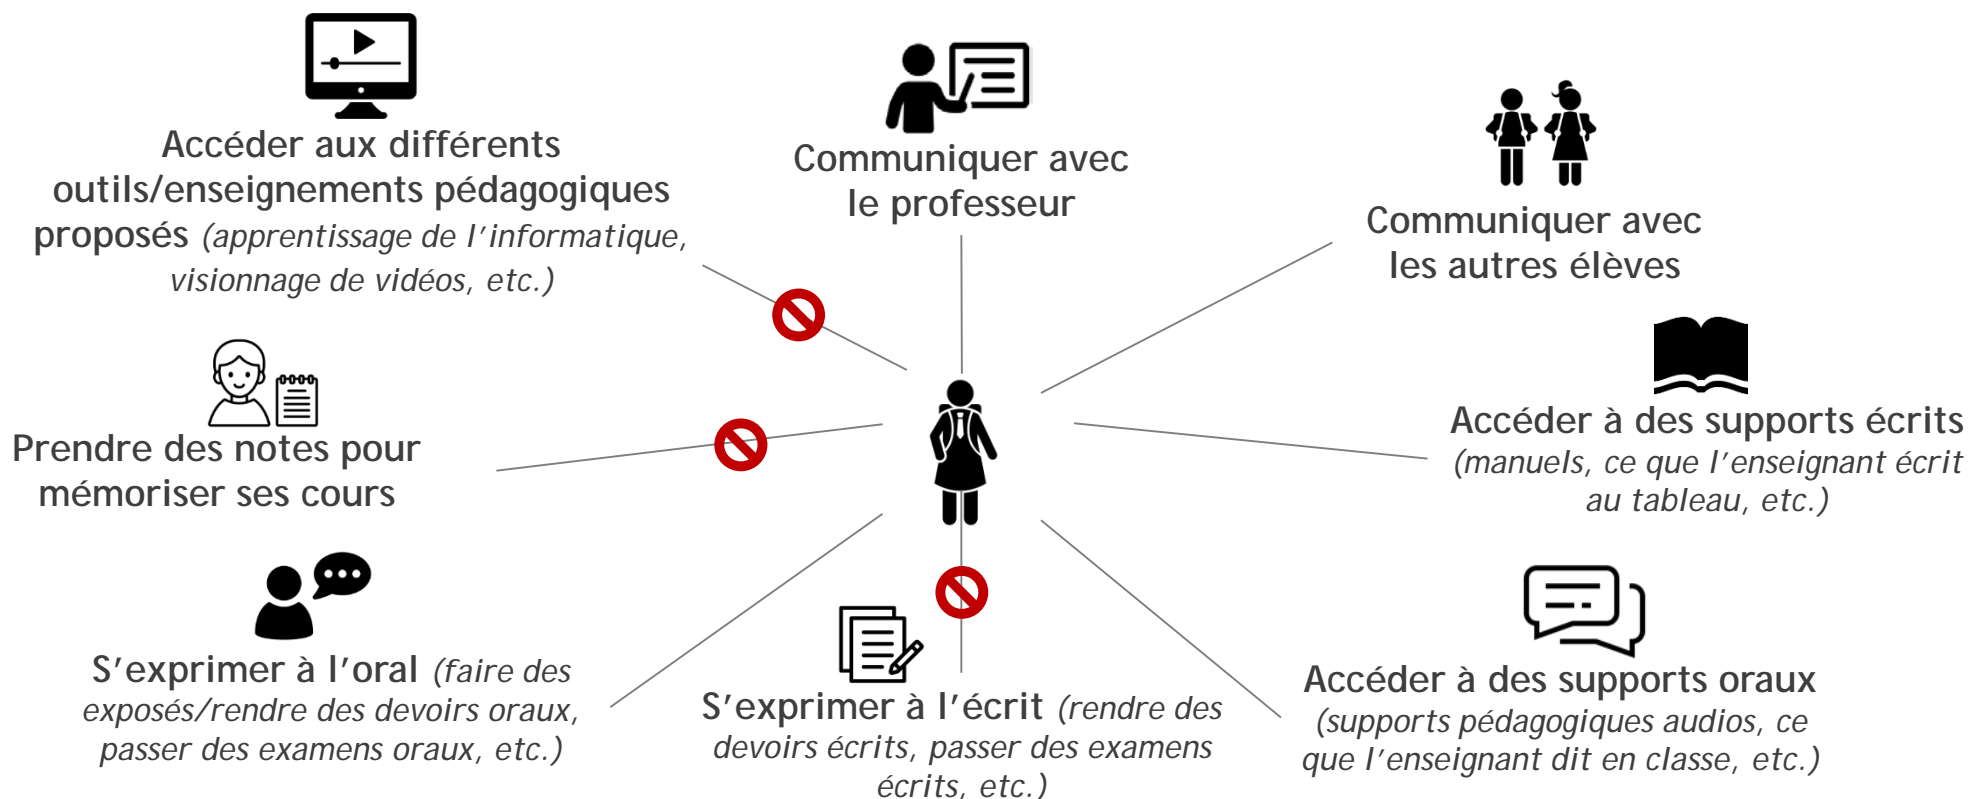 Accéder aux différents
outils/enseignements pédagogiques
proposés (apprentissage de l'informatique,
visionnage de vidéos, etc.)
Communiquer avec
le professeur
Communiquer avec
les autres élèves
Prendre des notes pour
mémoriser ses cours
Accéder à des supports écrits
(manuels, ce que l'enseignant écrit
au tableau, etc.)
S'exprimer à l'oral (faire des
exposés/rendre des devoirs oraux,
passer des examens oraux, etc.)
S'exprimer à l'écrit (rendre des
devoirs écrits, passer des examens
écrits, etc.)
Accéder à des supports oraux
(supports pédagogiques audios, ce
que l'enseignant dit en classe, etc.)